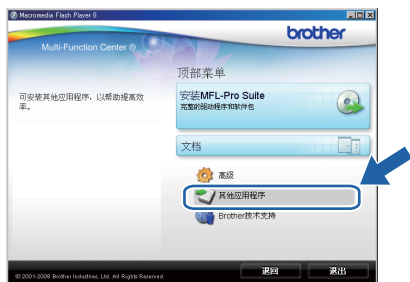 Macromedia Flash Player 8
brother
Multi-Function Center ®
顶部菜单
可安装其他应用程序，以帮助提高效
率。
安装MFL-Pro Suite
完整的驱动程序和软件包
文档
高级
其他应用程序
Brother技术支持
© 2001-2008 Brother Industries, Ltd. All Rights Reserved.
退回
退出